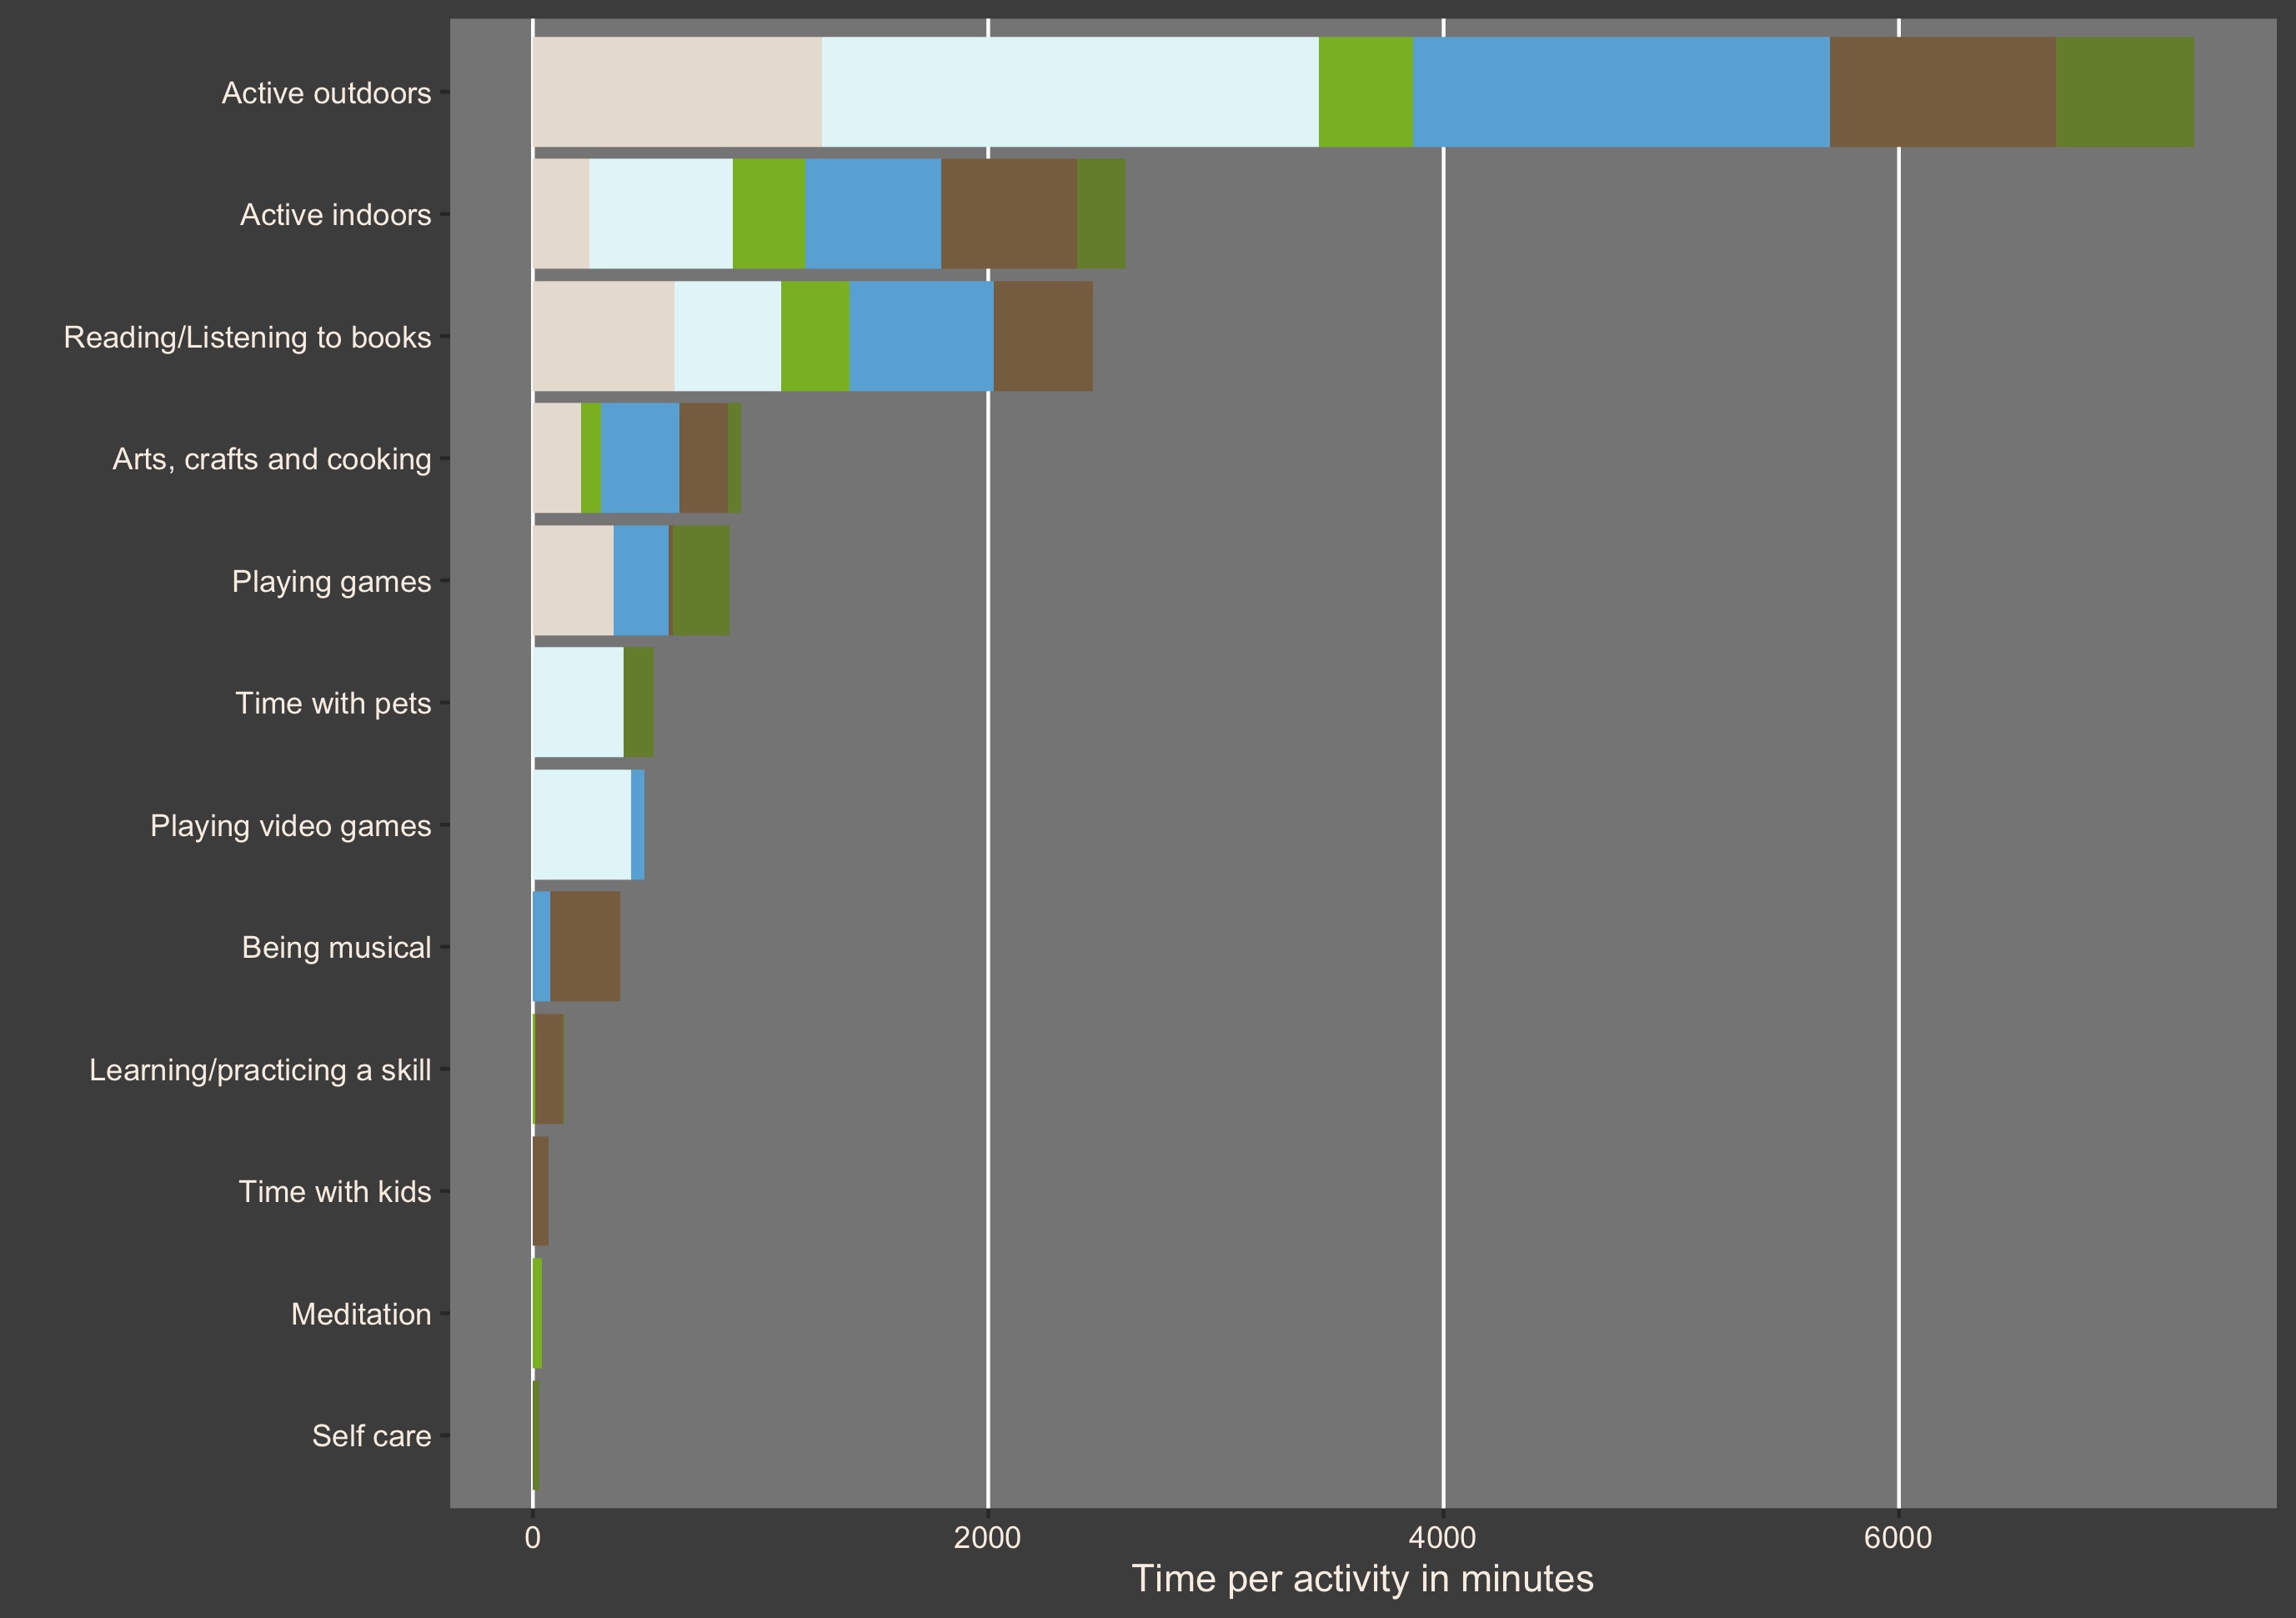 Active outdoors
Active indoors
Reading/Listening to books
Arts, crafts and cooking
Playing games
Time with pets
Playing video games
Being musical
Learning/practicing a skill
Time with kids
Meditation
Self care
0 2000 4000 6000
Time per activity in minutes